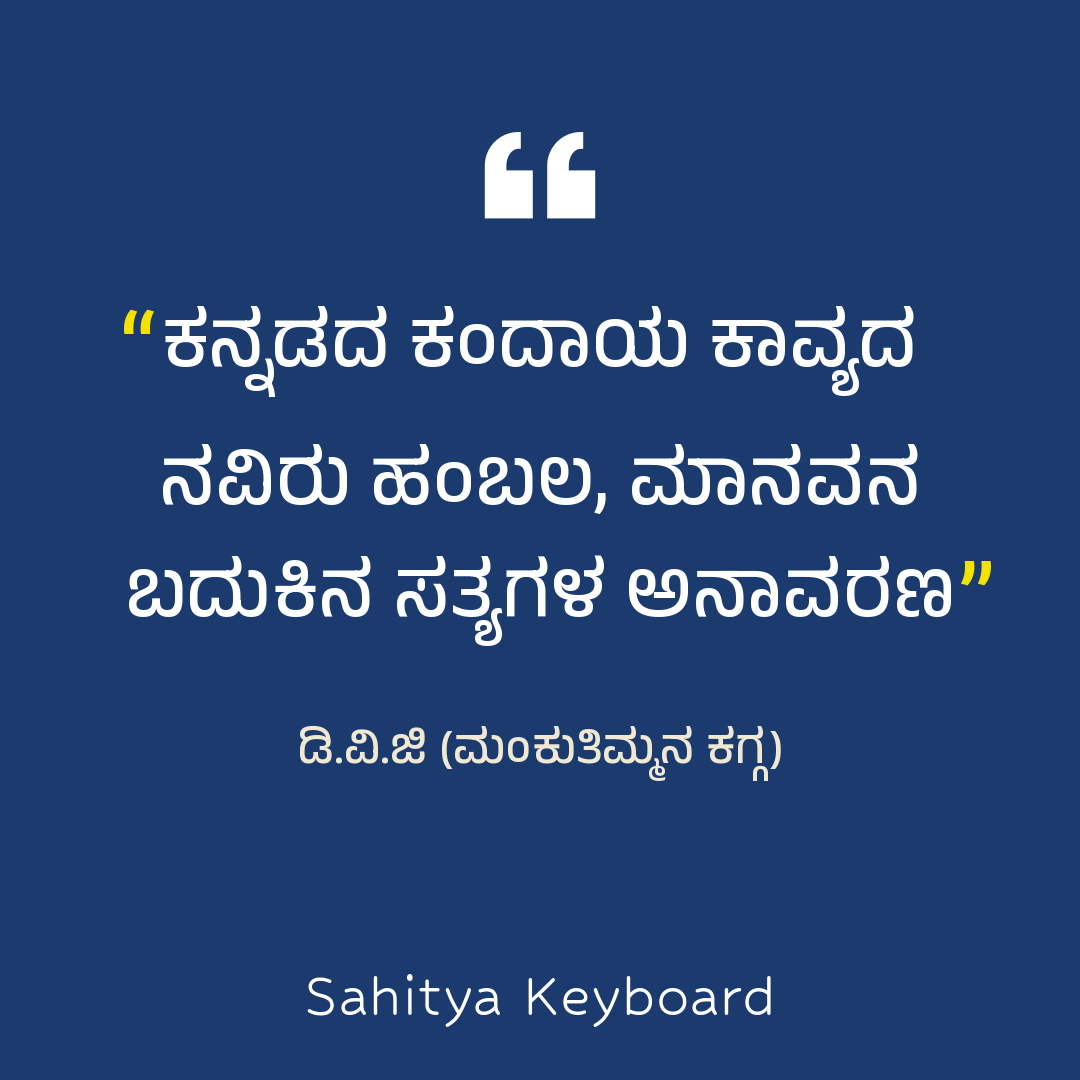 “ಕನ್ನಡದ ಕಂದಾಯ ಕಾವ್ಯದ
ನವಿರು ಹಂಬಲ, ಮಾನವನ
ಬದುಕಿನ ಸತ್ಯಗಳ ಅನಾವರಣ”
ಡಿ.ವಿ.ಜಿ (ಮಂಕುತಿಮ್ಮನ ಕಗ್ಗ)
Sahitya Keyboard